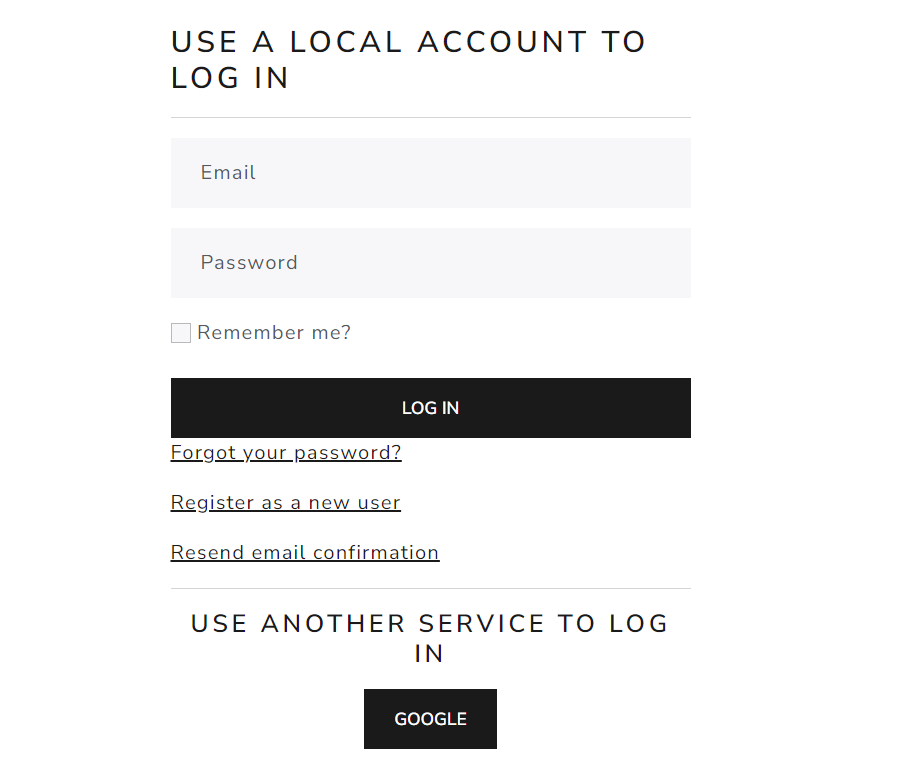 USE A LOCAL ACCOUNT TO
LOG IN
Email
Password
Remember me?
LOG IN
Forgot your password?
Register as a new user
Resend email confirmation
USE ANOTHER SERVICE TO LOG
IN
GOOGLE